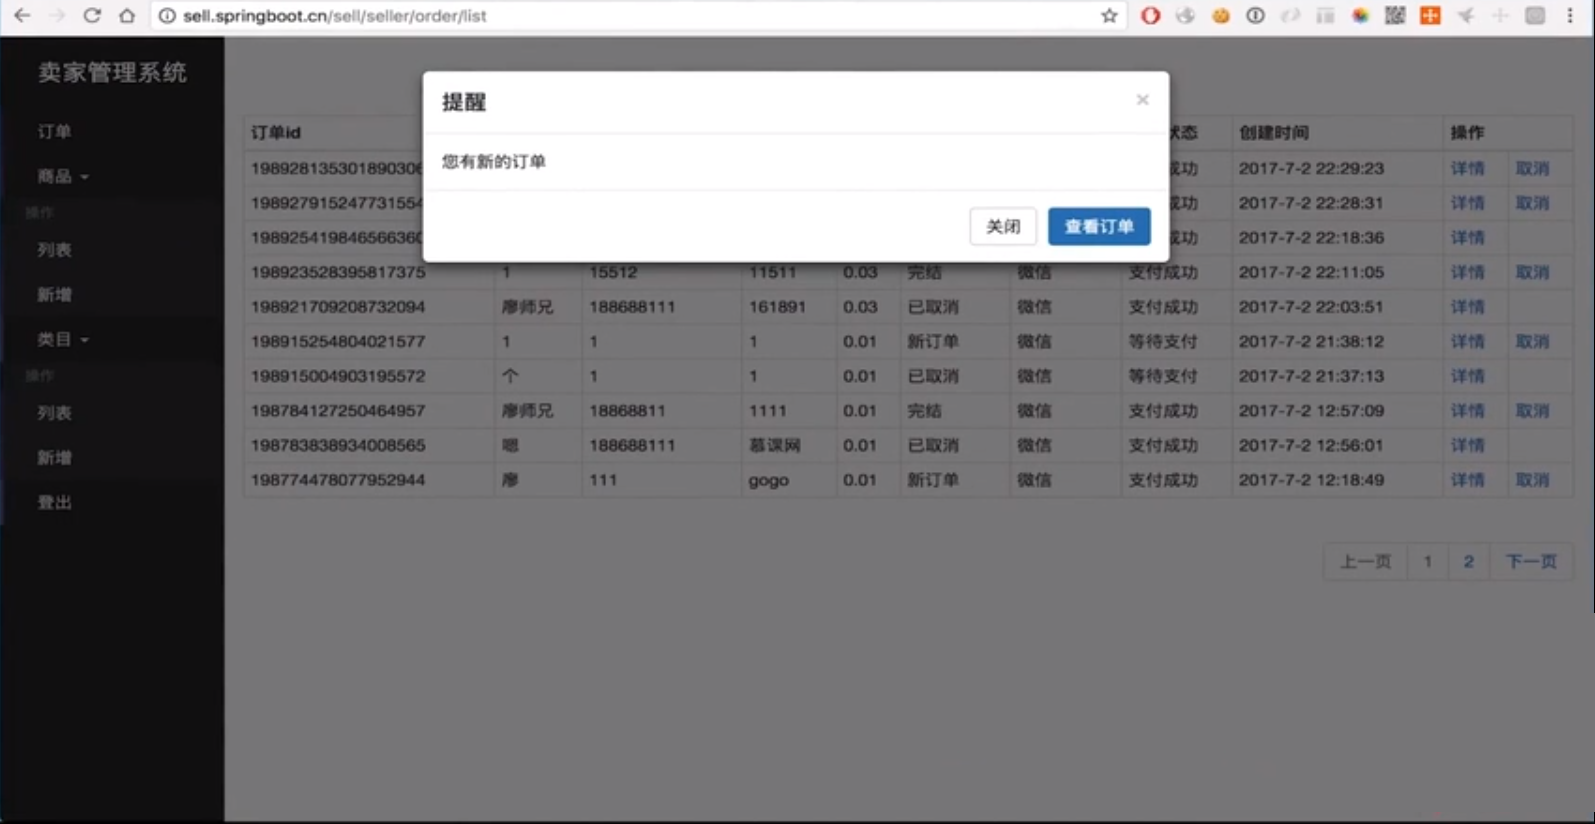 sell.springboot.cn/sell/seller/order/list
卖家管理系统
订单
商品
操作
列表
新增
类目
操作
列表
新增
登出
提醒
×
您有新的订单
关闭 查看订单
订单id 状态 创建时间 操作
成功 2017-7-2 22:29:23 详情 取消
成功 2017-7-2 22:28:31 详情 取消
成功 2017-7-2 22:18:36 详情
198923528395817375 1 15512 11511 0.03 完结 微信 支付成功 2017-7-2 22:11:05 详情 取消
198921709208732094 廖师兄 188688111 161891 0.03 已取消 微信 支付成功 2017-7-2 22:03:51 详情
198915254804021577 1 1 1 0.01 新订单 微信 等待支付 2017-7-2 21:38:12 详情 取消
198915004903195572 个 1 1 0.01 已取消 微信 等待支付 2017-7-2 21:37:13 详情
198784127250464957 廖师兄 18868811 1111 0.01 完结 微信 支付成功 2017-7-2 12:57:09 详情 取消
198783838934008565 嗯 188688111 慕课网 0.01 已取消 微信 支付成功 2017-7-2 12:56:01 详情
198774478077952944 廖 111 gogo 0.01 新订单 微信 支付成功 2017-7-2 12:18:49 详情 取消
上一页 1 2 下一页